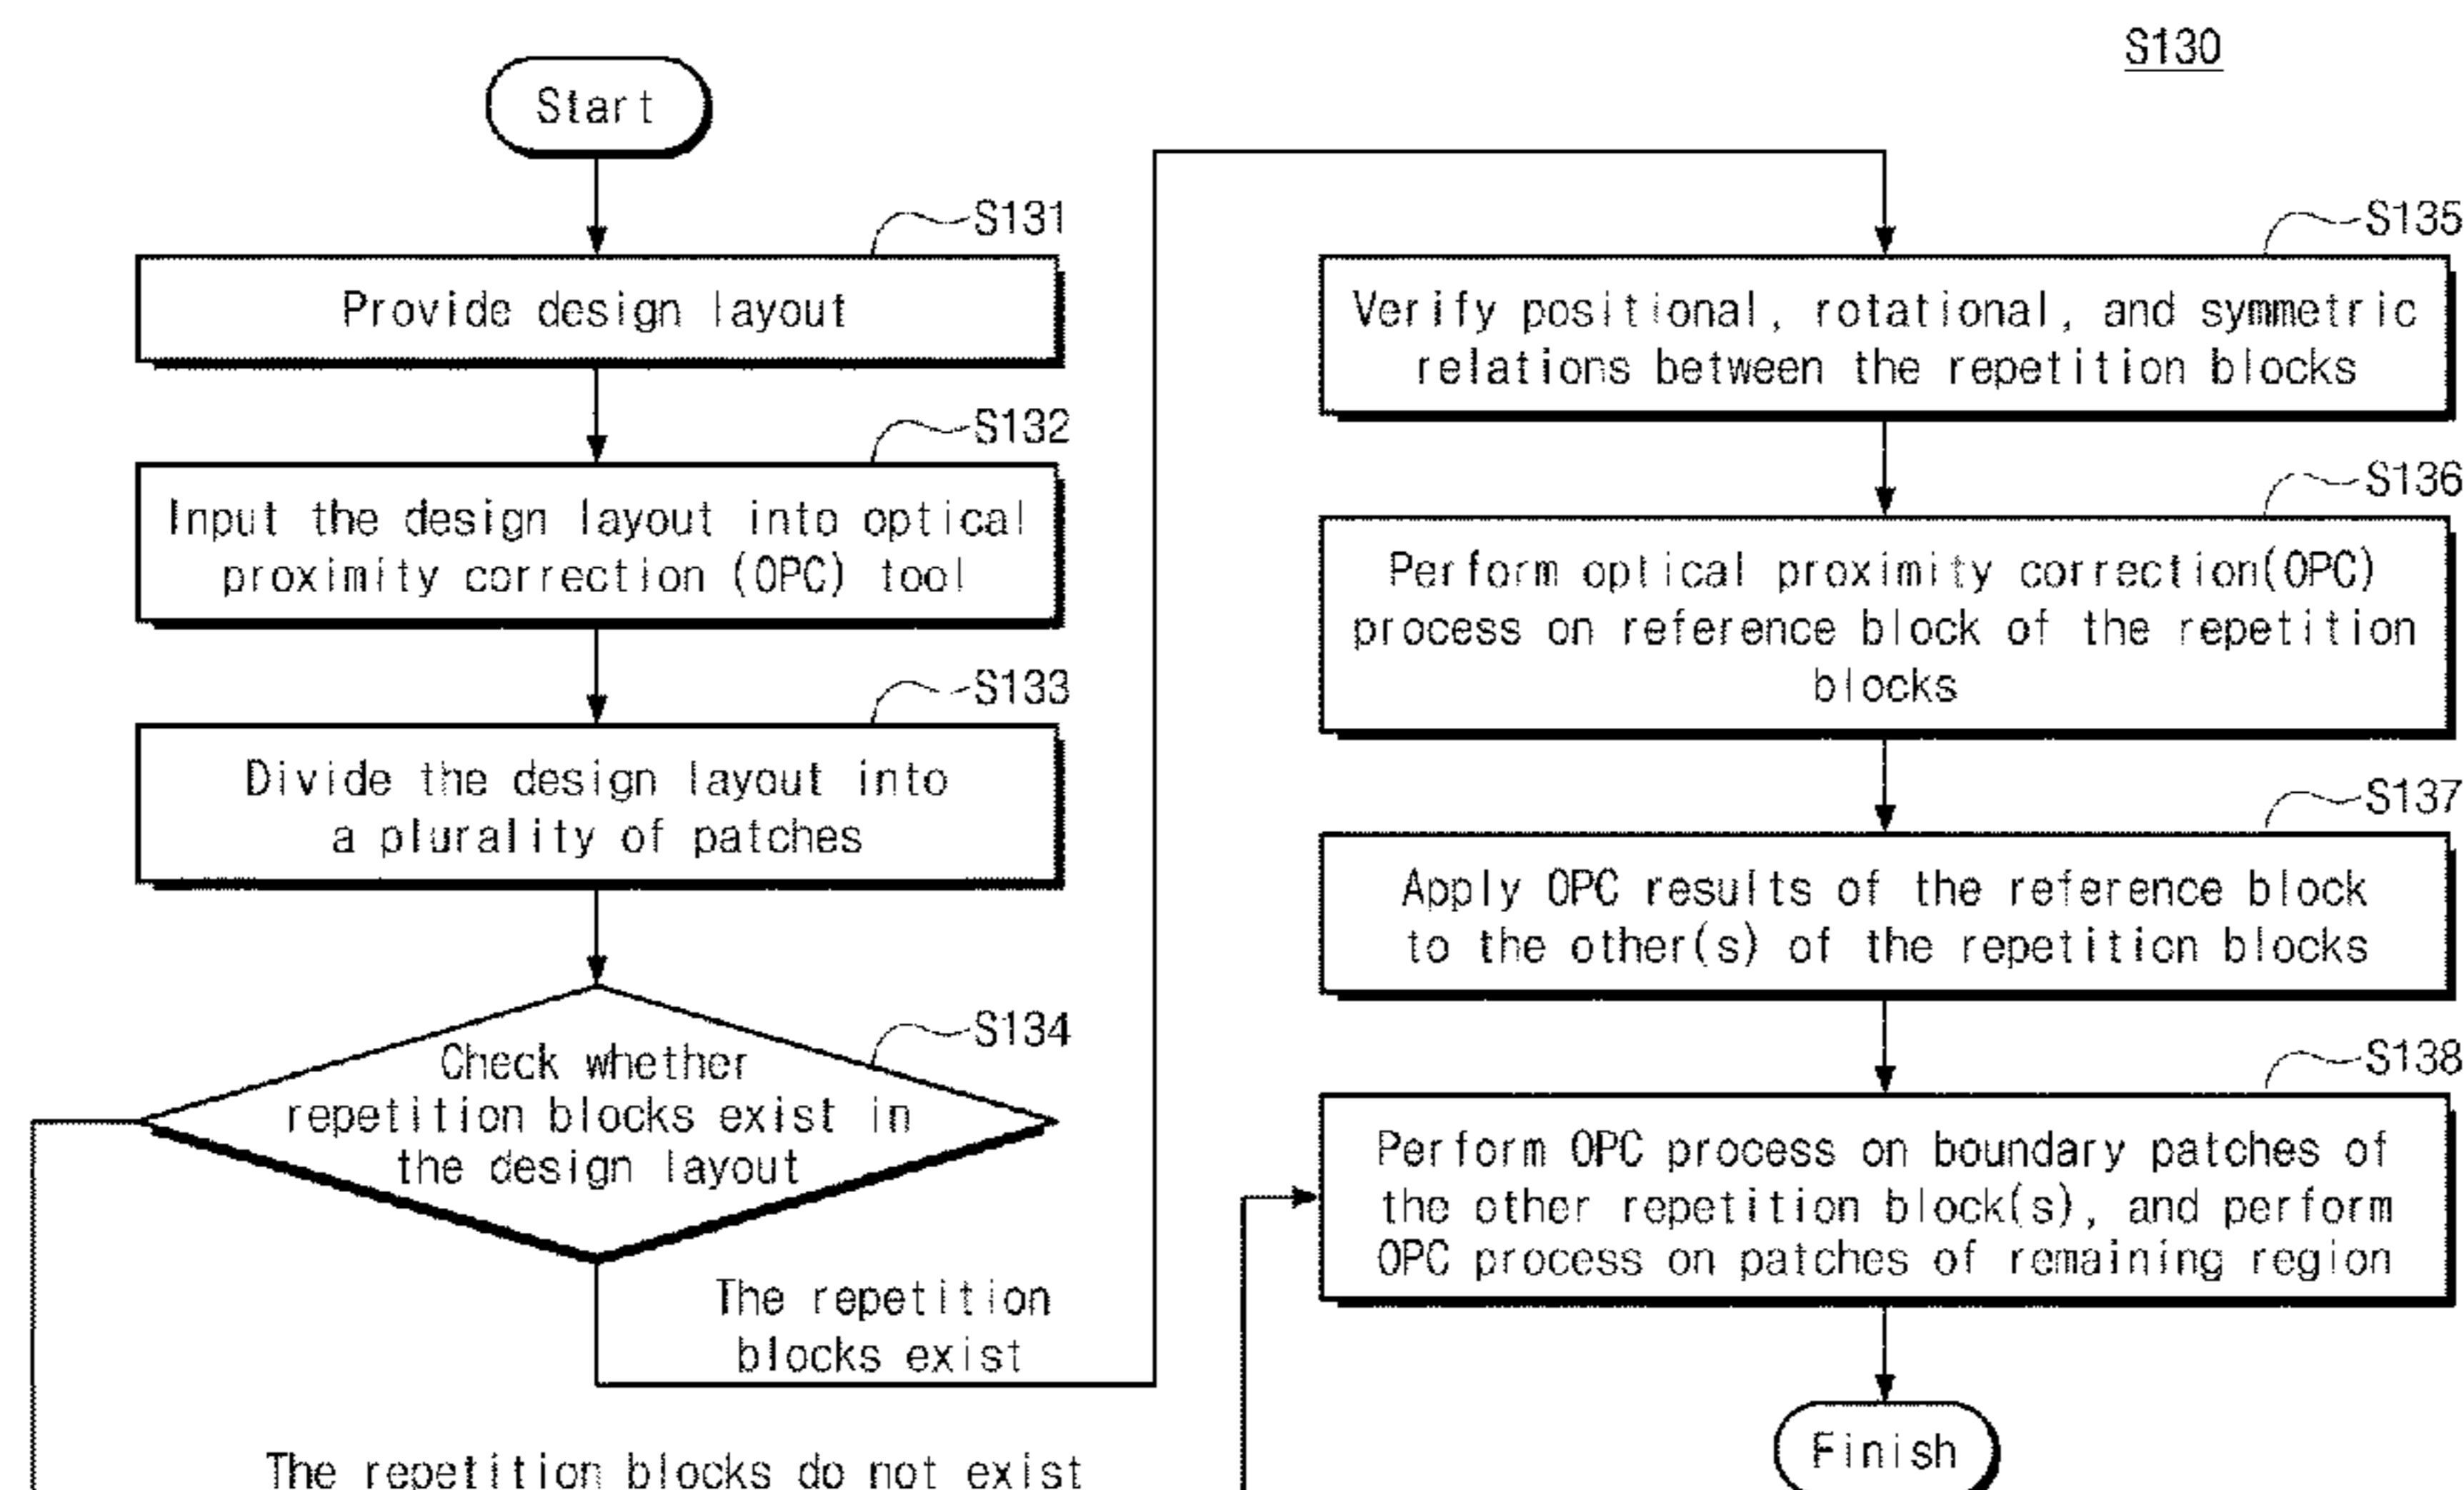 S130
Start
S131
Provide design layout
S132
Input the design layout into optical
proximity correction (OPC) tool
S133
Divide the design layout into
a plurality of patches
S134
Check whether
repetition blocks exist in
the design layout
The repetition
blocks exist
The repetition blocks do not exist
S135
Verify positional, rotational, and symmetric
relations between the repetition blocks
S136
Perform optical proximity correction(OPC)
process on reference block of the repetition
blocks
S137
Apply OPC results of the reference block
to the other(s) of the repetition blocks
S138
Perform OPC process on boundary patches of
the other repetition block(s), and perform
OPC process on patches of remaining region
Finish